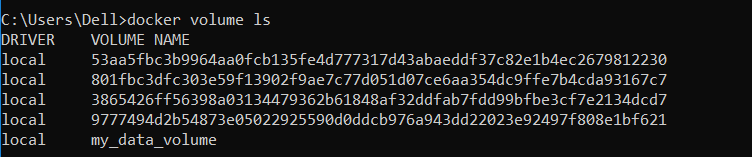 C:\Users\Dell>docker volume ls
DRIVER    VOLUME NAME
local     53aa5fbc3b9964aa0fcb135fe4d777317d43abaeddf37c82e1b4ec2679812230
local     801fbc3dfc303e59f13902f9ae7c77d051d07ce6aa354dc9ffe7b4cda93167c7
local     3865426ff56398a03134479362b61848af32ddfab7fdd99bfbe3cf7e2134dcd7
local     9777494d2b54873e05022925590d0ddcb976a943dd22023e92497f808e1bf621
local     my_data_volume